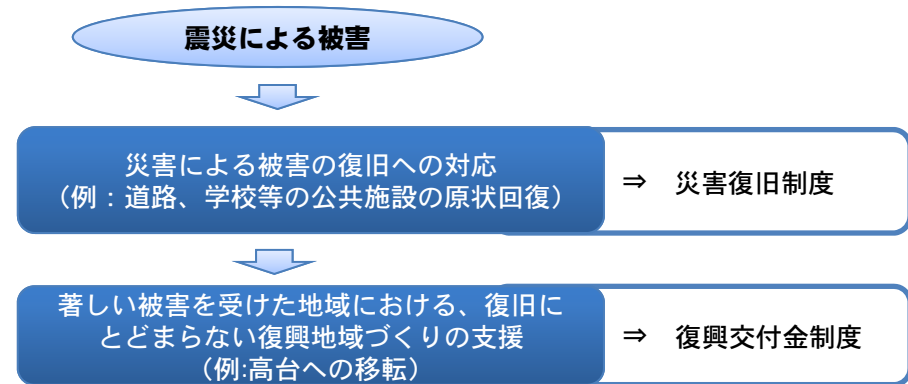 震災による被害
災害による被害の復旧への対応
（例：道路、学校等の公共施設の原状回復）
⇒　災害復旧制度
著しい被害を受けた地域における、復旧に
とどまらない復興地域づくりの支援
（例:高台への移転）
⇒　復興交付金制度